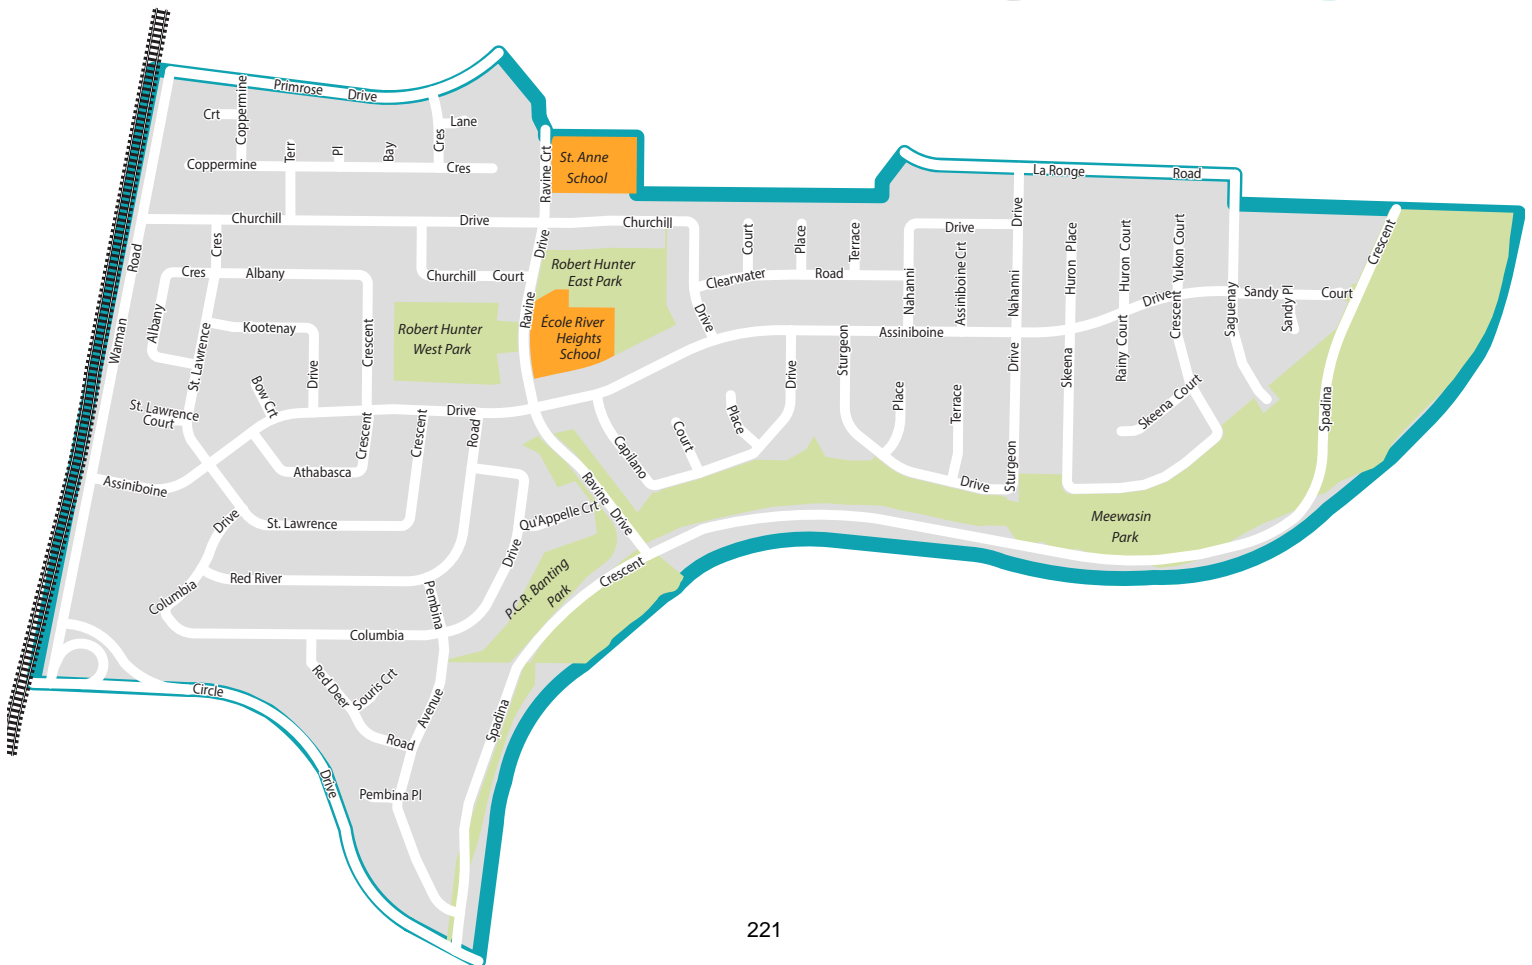 Primrose
Drive
Crt
Coppermine
Lane
Cres
Terr
Pl
Bay
Coppermine
Cres
Ravine Crt
St. Anne
School
La Ronge
Road
Churchill
Drive
Churchill
Drive
Cres
Road
Cres
Albany
Churchill
Court
Robert Hunter
East Park
Court
Place
Terrace
Drive
Clearwater
Road
Nahanni
Assiniboine Crt
Drive
Nahanni
Huron Place
Huron Court
Yukon Court
Crescent
Drive
Saguenay
Sandy
Court
Sandy Pl
Crescent
Warman
Albany
St. Lawrence
Kootenay
Drive
Crescent
Robert Hunter
West Park
Ravine
École River
Heights
School
Drive
Assiniboine
Sturgeon
Drive
Drive
Skeena
Rainy Court
Crescent
Skeena Court
Spadina
St. Lawrence
Court
Bow Crt
Drive
Crescent
Crescent
Road
Capilano
Court
Place
Place
Terrace
Drive
Sturgeon
Assiniboine
Athabasca
St. Lawrence
Drive
Qu'Appelle Crt
Ravine
Drive
Meewasin
Park
Columbia
Red River
Pembina
Drive
P.C.R. Banting
Park
Crescent
Columbia
Red Deer
Souris Crt
Road
Avenue
Spadina
Circle
Drive
Pembina Pl
221